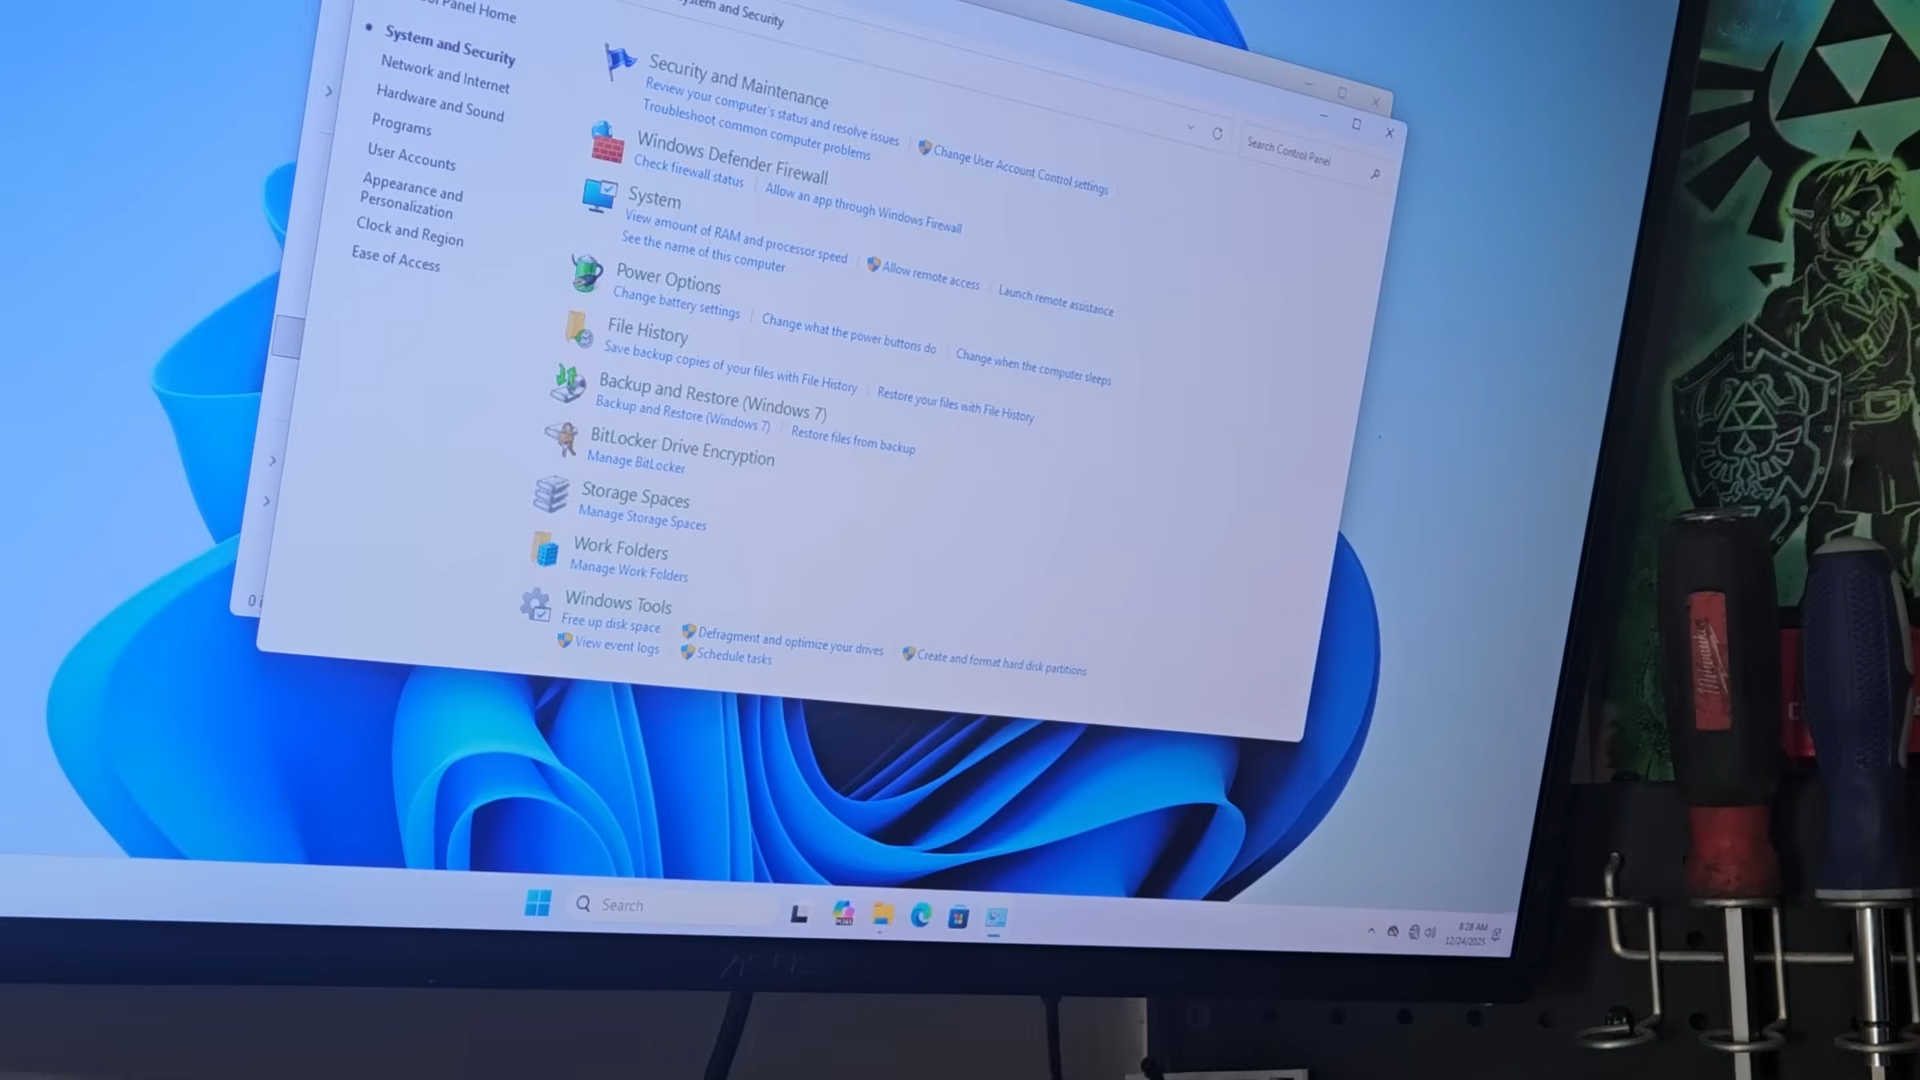 Panel Home
System and Security
Network and Internet
Hardware and Sound
Programs
User Accounts
Appearance and
Personalization
Clock and Region
Ease of Access
and Security
Search Control Panel
Security and Maintenance
Review your computer's status and resolve issues
Change User Account Control settings
Troubleshoot common computer problems
Windows Defender Firewall
Check firewall status
Allow an app through Windows Firewall
System
View amount of RAM and processor speed
Allow remote access
Launch remote assistance
See the name of this computer
Power Options
Change battery settings
Change what the power buttons do
Change when the computer sleeps
File History
Save backup copies of your files with File History
Restore your files with File History
Backup and Restore (Windows 7)
Backup and Restore (Windows 7)
Restore files from backup
BitLocker Drive Encryption
Manage BitLocker
Storage Spaces
Manage Storage Spaces
Work Folders
Manage Work Folders
Windows Tools
Free up disk space
Defragment and optimize your drives
Create and format hard disk partitions
View event logs
Schedule tasks
0
Search
8:28 AM
12/24/2025
Milwaukee